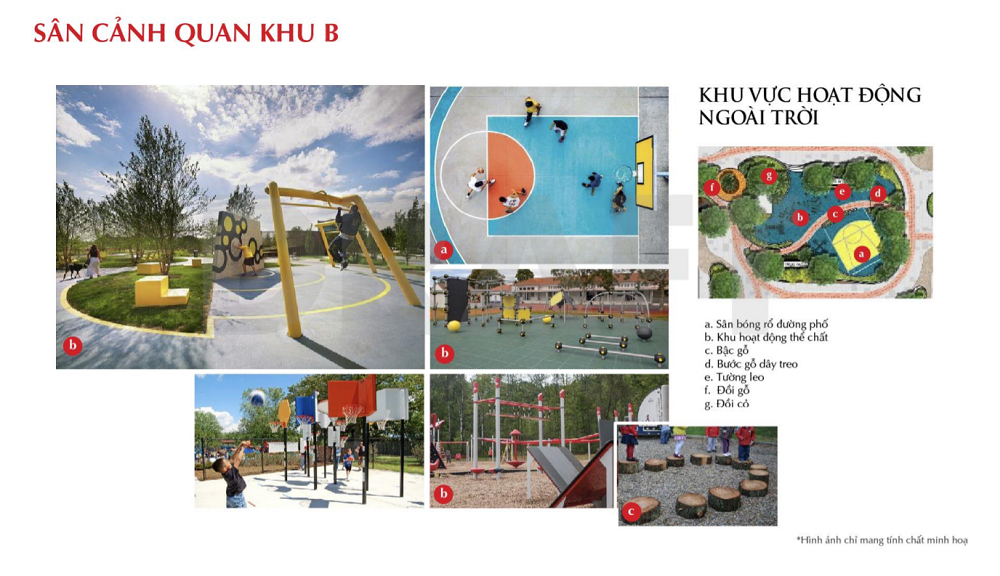 SÂN CẢNH QUAN KHU B
KHU VỰC HOẠT ĐỘNG
NGOÀI TRỜI
b
a
b
b
c
f
g
e
d
b
c
a
a. Sân bóng rổ đường phố
b. Khu hoạt động thể chất
c. Bậc gỗ
d. Bước gỗ dây treo
e. Tường leo
f. Đồi gỗ
g. Đồi cỏ
*Hình ảnh chỉ mang tính chất minh hoạ